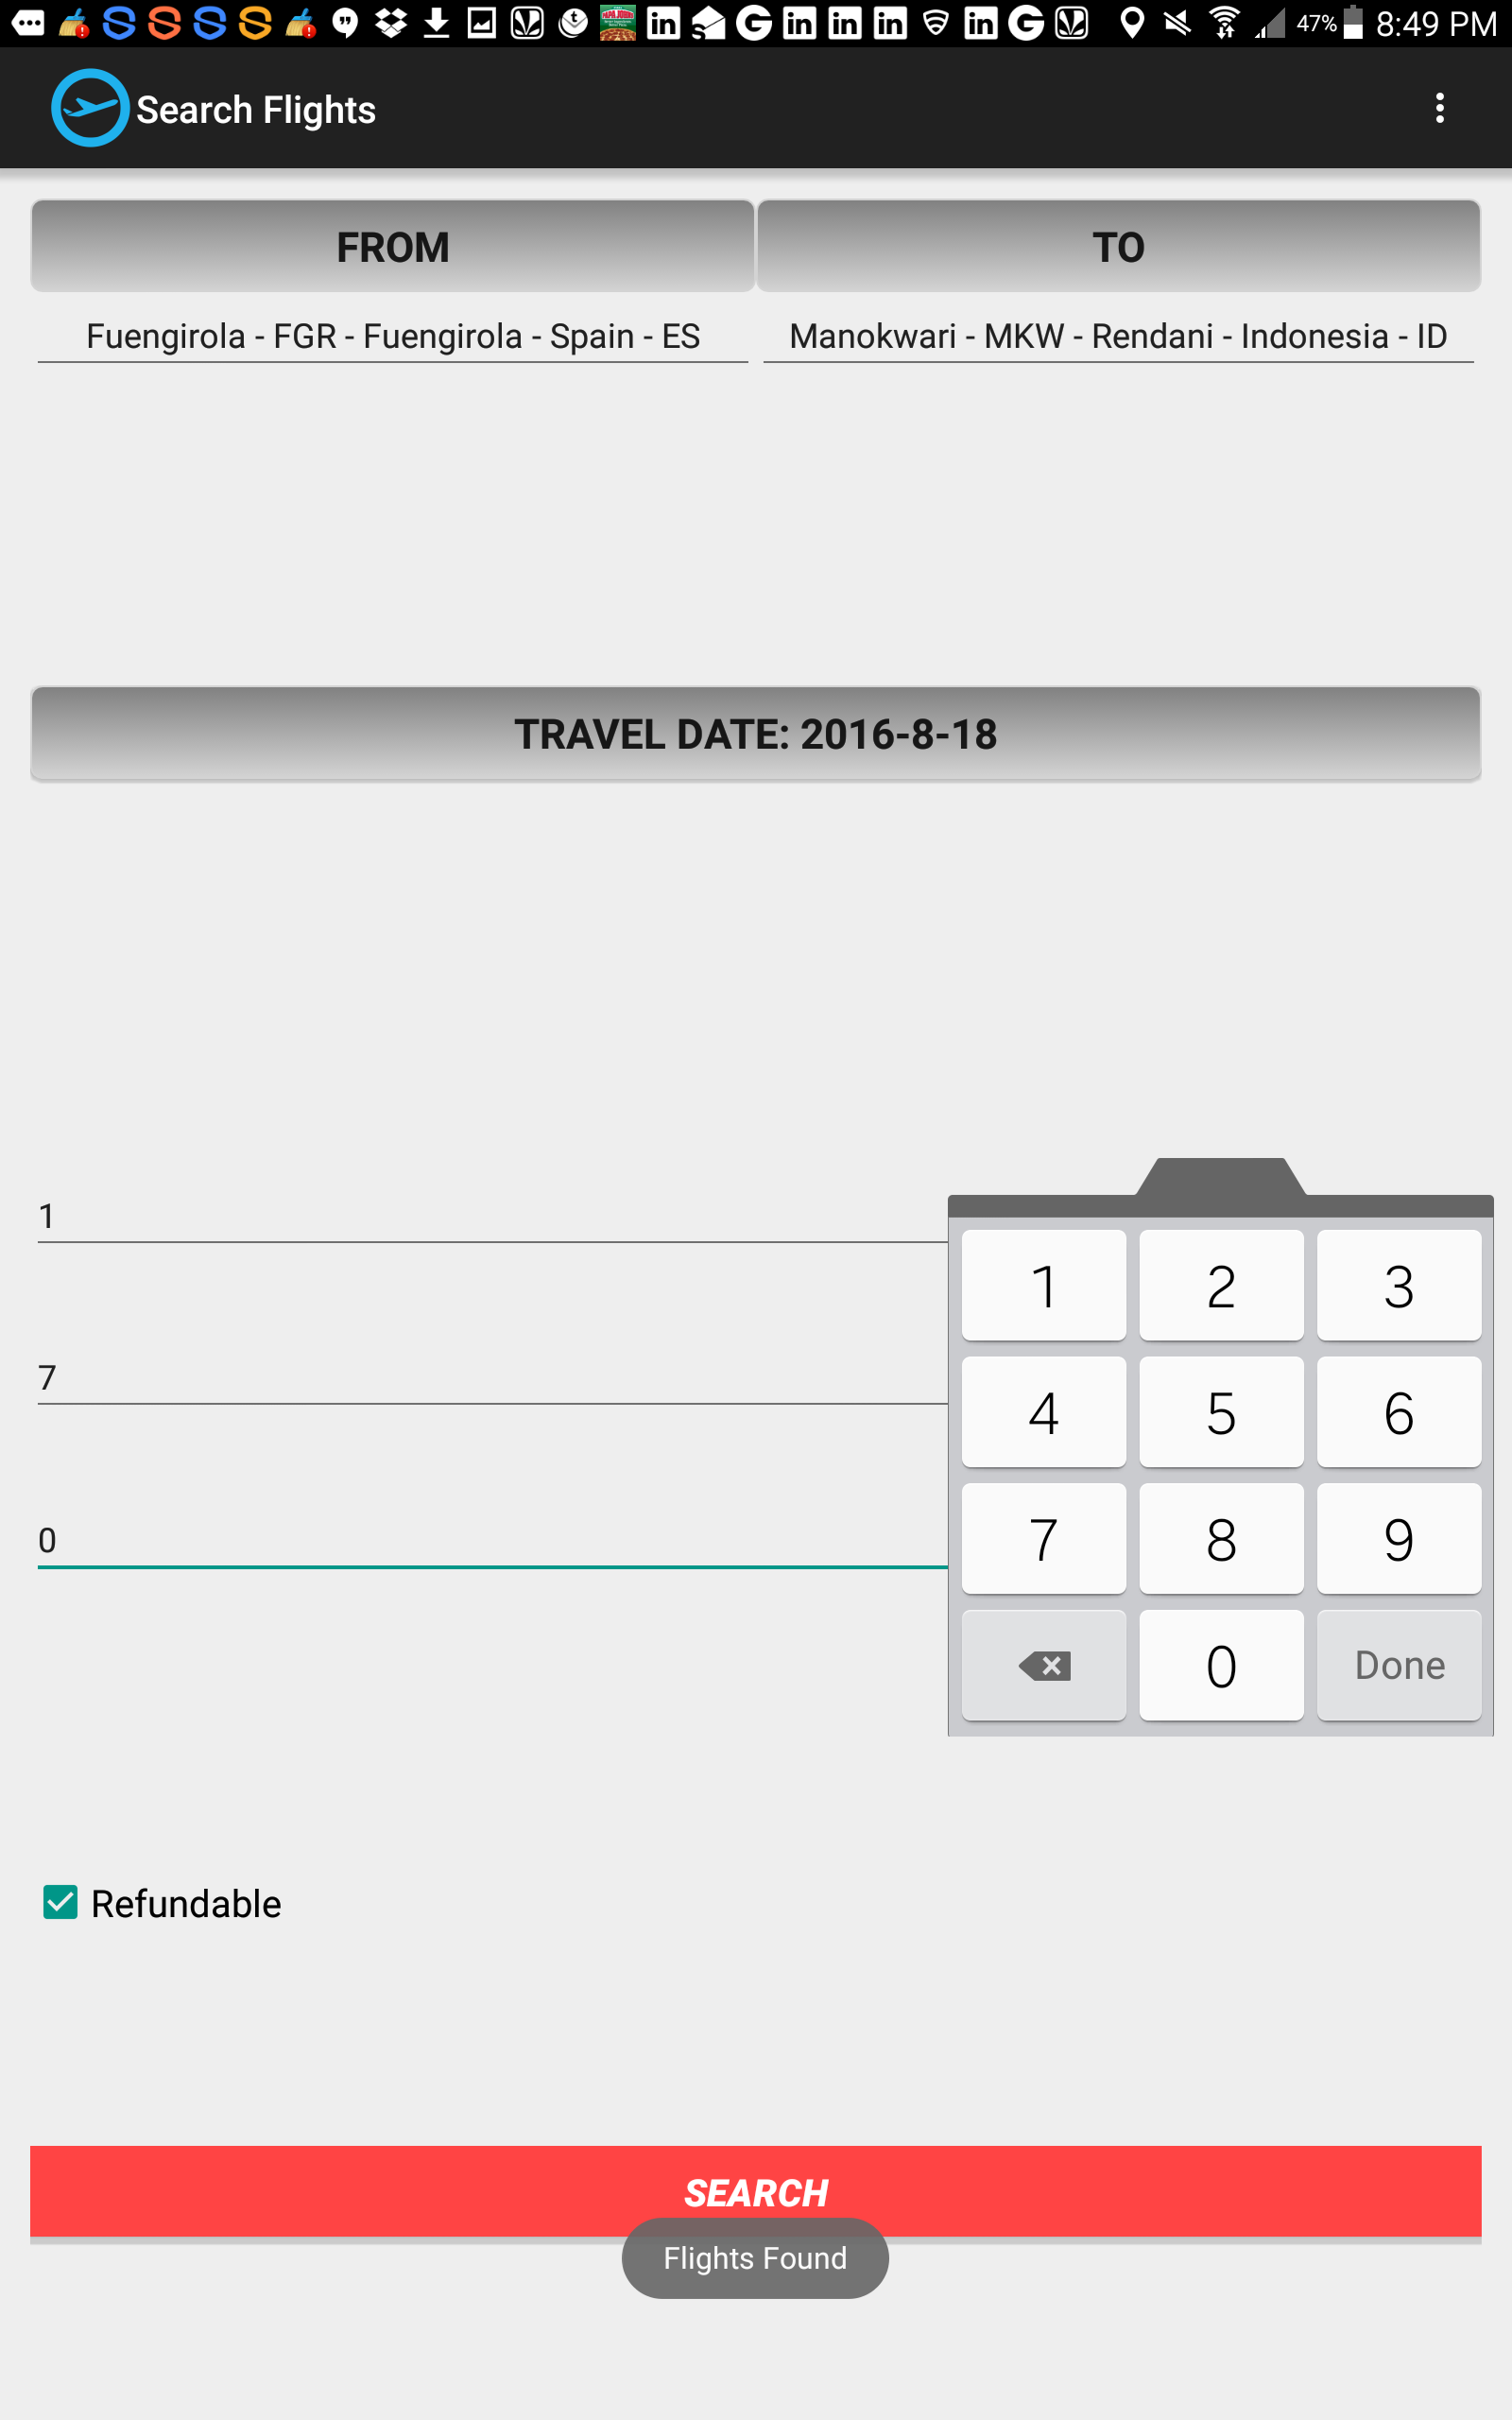 47% 8:49 PM
Search Flights
FROM
TO
Fuengirola - FGR - Fuengirola - Spain - ES
Manokwari - MKW - Rendani - Indonesia - ID
TRAVEL DATE: 2016-8-18
1
7
0
1 2 3
4 5 6
7 8 9
0 Done
Refundable
SEARCH
Flights Found